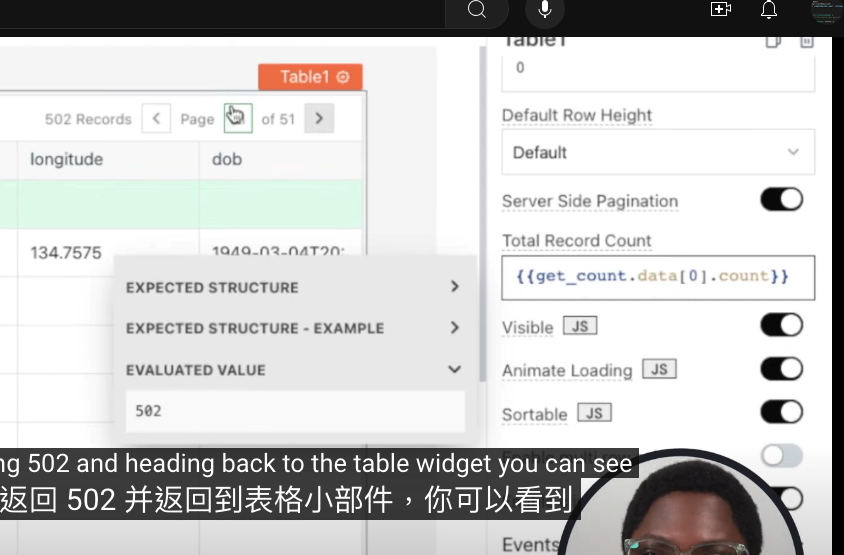 Table1
0
Table1
502 Records
Page
of 51
Default Row Height
longitude
dob
Default
Server Side Pagination
Total Record Count
134.7575
1949-03-04T20:
{{get_count.data[0].count}}
EXPECTED STRUCTURE
EXPECTED STRUCTURE - EXAMPLE
EVALUATED VALUE
502
Visible JS
Animate Loading JS
Sortable JS
502 and heading back to the table widget you can see
返回 502 并返回到表格小部件，你可以看到
Events